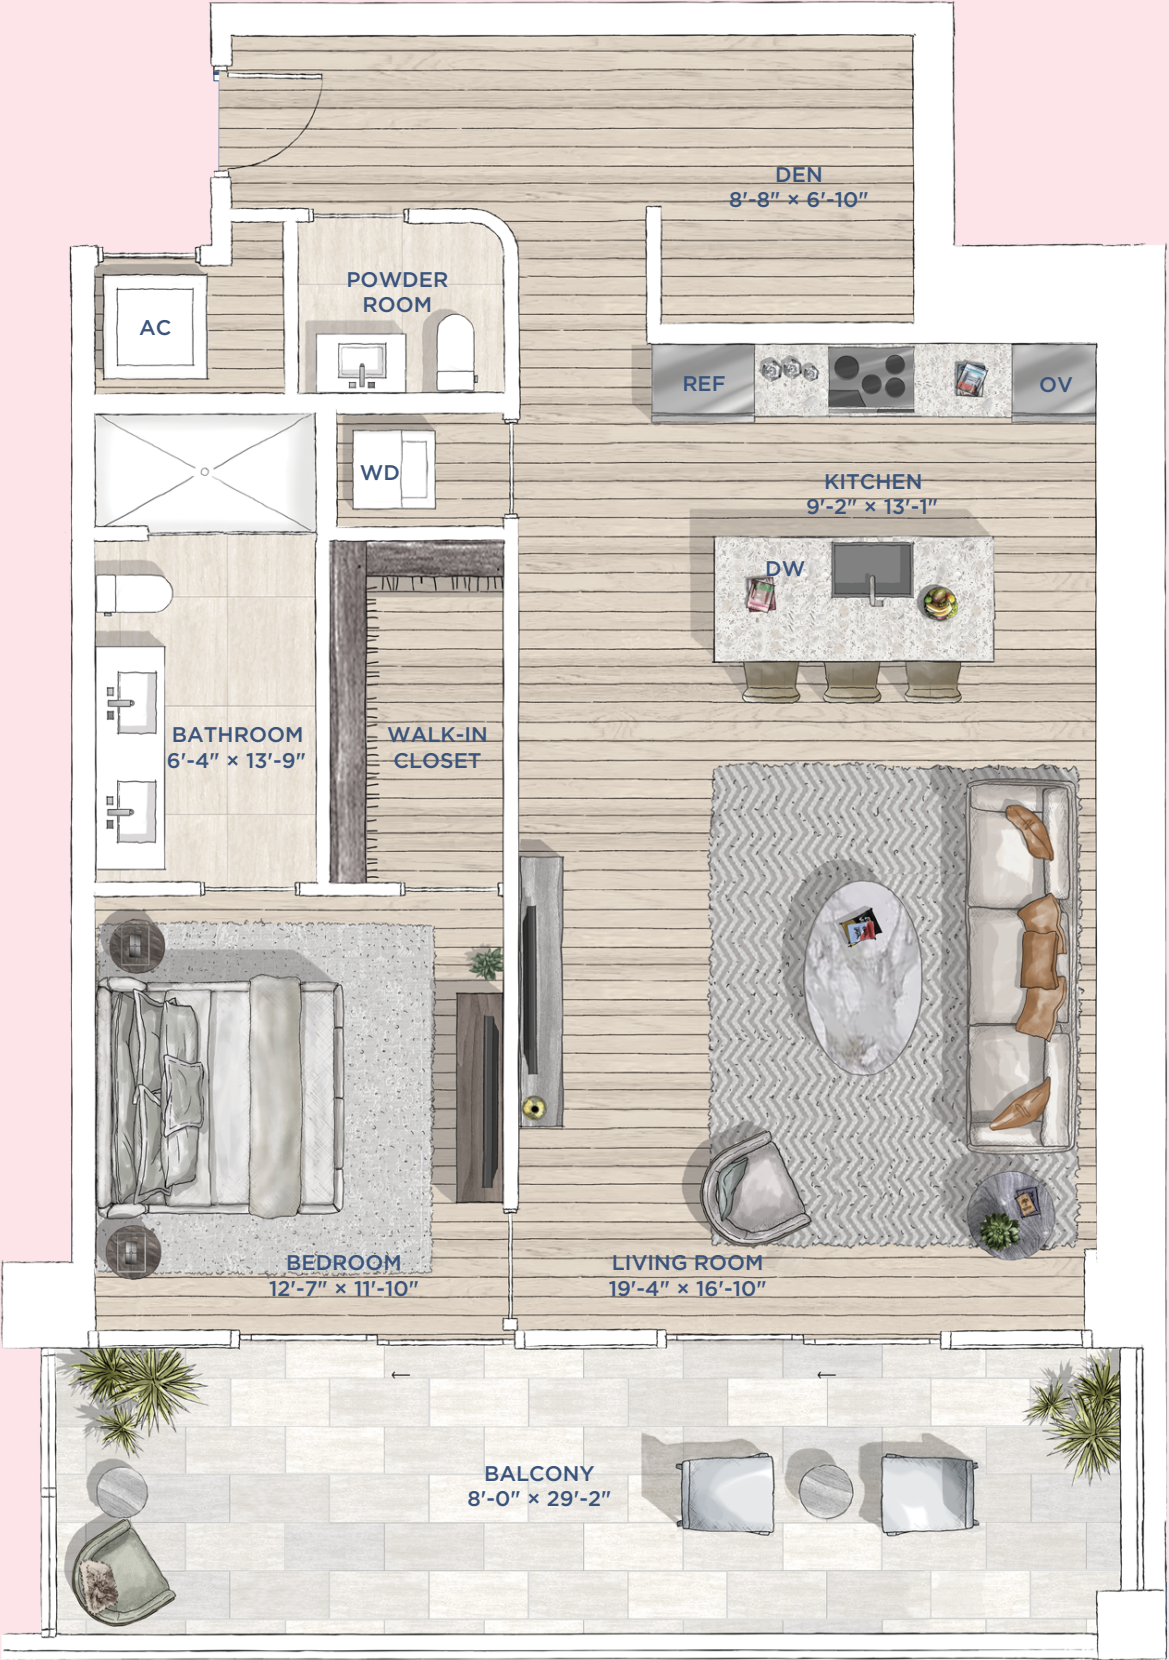 DEN
8'-8" × 6'-10"
POWDER
ROOM
AC
REF
OV
WD
KITCHEN
9'-2" × 13'-1"
DW
BATHROOM
6'-4" × 13'-9"
WALK-IN
CLOSET
BEDROOM
12'-7" × 11'-10"
LIVING ROOM
19'-4" × 16'-10"
BALCONY
8'-0" × 29'-2"